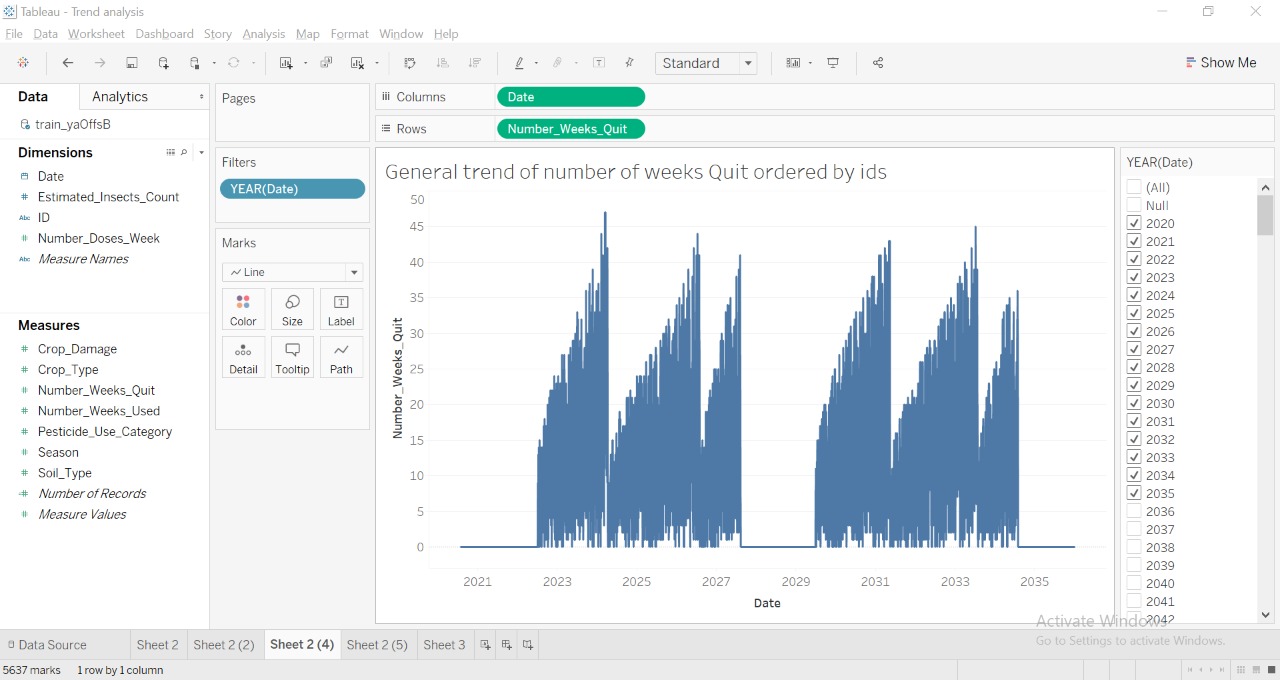 Tableau - Trend analysis
File Data Worksheet Dashboard Story Analysis Map Format Window Help
Standard
Show Me
Data Analytics
train_yaOffsB
Dimensions
Date
# Estimated_Insects_Count
Abc ID
# Number_Doses_Week
Abc Measure Names
Measures
# Crop_Damage
# Crop_Type
# Number_Weeks_Quit
# Number_Weeks_Used
# Pesticide_Use_Category
# Season
# Soil_Type
# Number of Records
# Measure Values
Pages
Filters
YEAR(Date)
Marks
Line
Color Size Label
Detail Tooltip Path
Columns Date
Rows Number_Weeks_Quit
General trend of number of weeks Quit ordered by ids
50
45
40
35
30
25
20
15
10
5
0
Number_Weeks_Quit
2021 2023 2025 2027 2029 2031 2033 2035
Date
YEAR(Date)
(All)
Null
2020
2021
2022
2023
2024
2025
2026
2027
2028
2029
2030
2031
2032
2033
2034
2035
2036
2037
2038
2039
2040
2041
2042
Activate Windows
Go to Settings to activate Windows.
Data Source Sheet 2 Sheet 2 (2) Sheet 2 (4) Sheet 2 (5) Sheet 3
5637 marks 1 row by 1 column